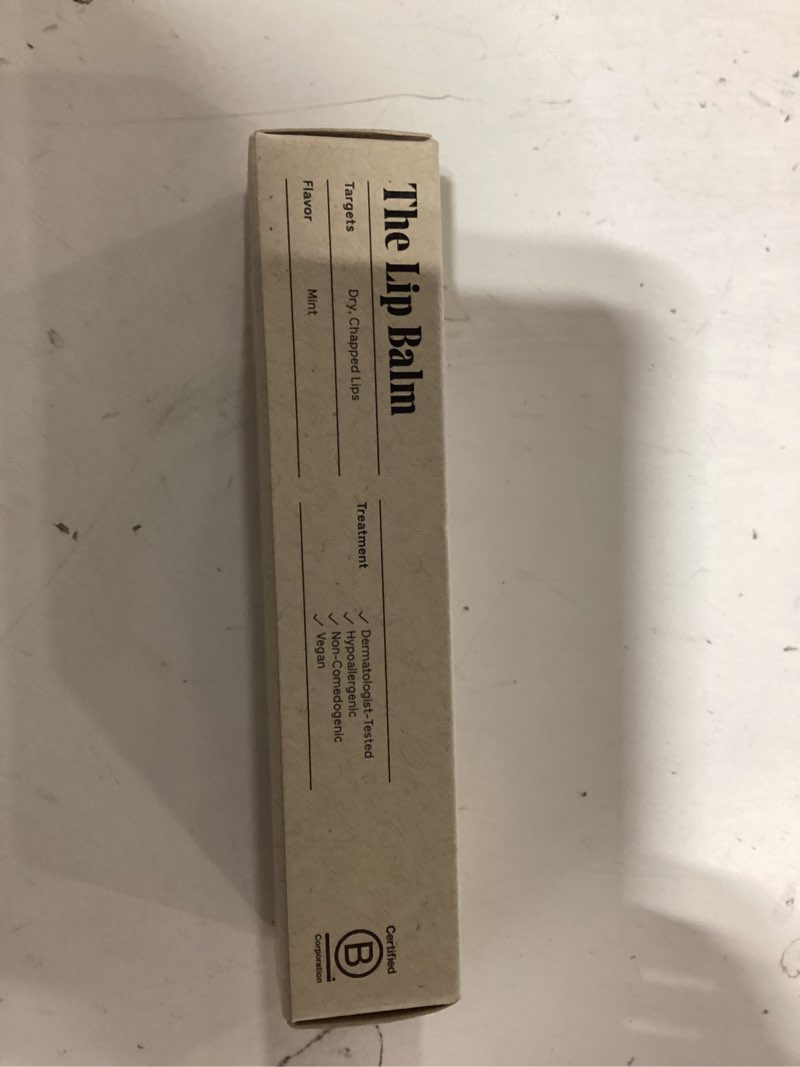 The Lip Balm
Targets Dry, Chapped Lips
Flavor Mint
Treatment ✓ Dermatologist-Tested
✓ Hypoallergenic
✓ Non-Comedogenic
✓ Vegan
Certified
B
Corporation